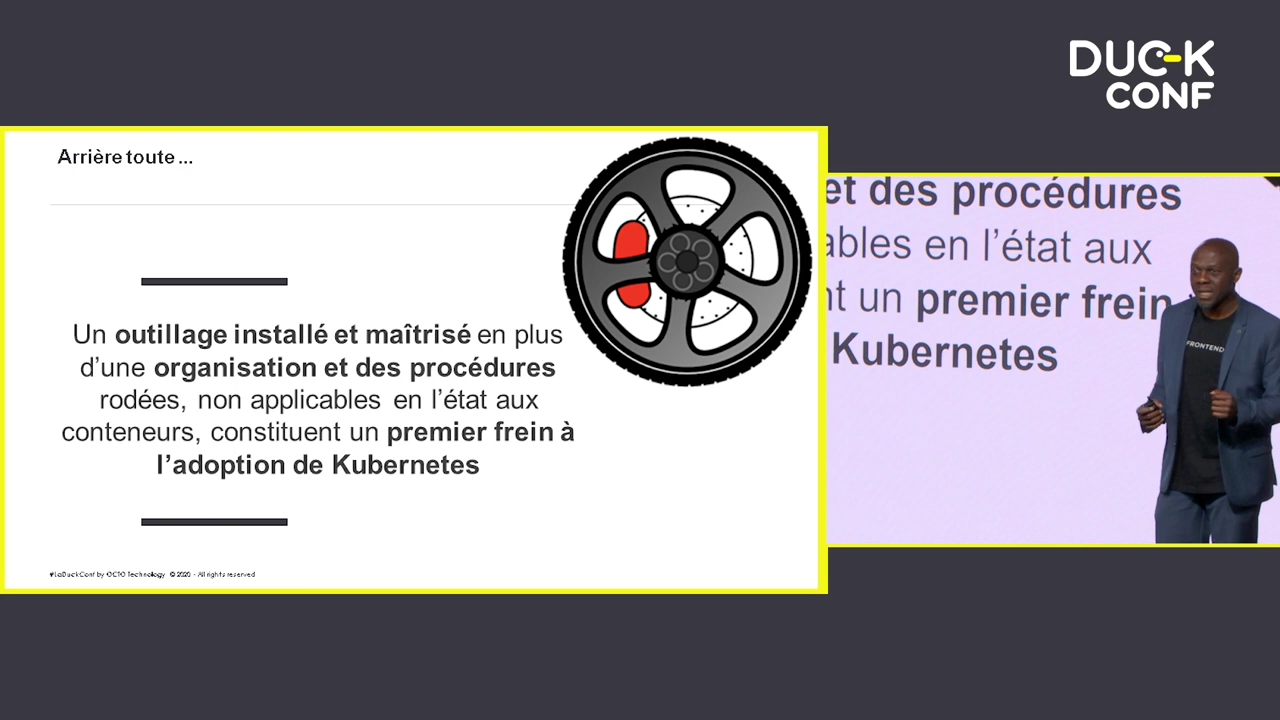 DUCK
CONF
Arrière toute ...
Un outillage installé et maîtrisé en plus
d'une organisation et des procédures
rodées, non applicables en l'état aux
conteneurs, constituent un premier frein à
l'adoption de Kubernetes
#LaDuckConf by OCTO Technology © 2020 - All rights reserved
et des procédures
ables en l'état aux
nt un premier frein
Kubernetes
FRONTEND